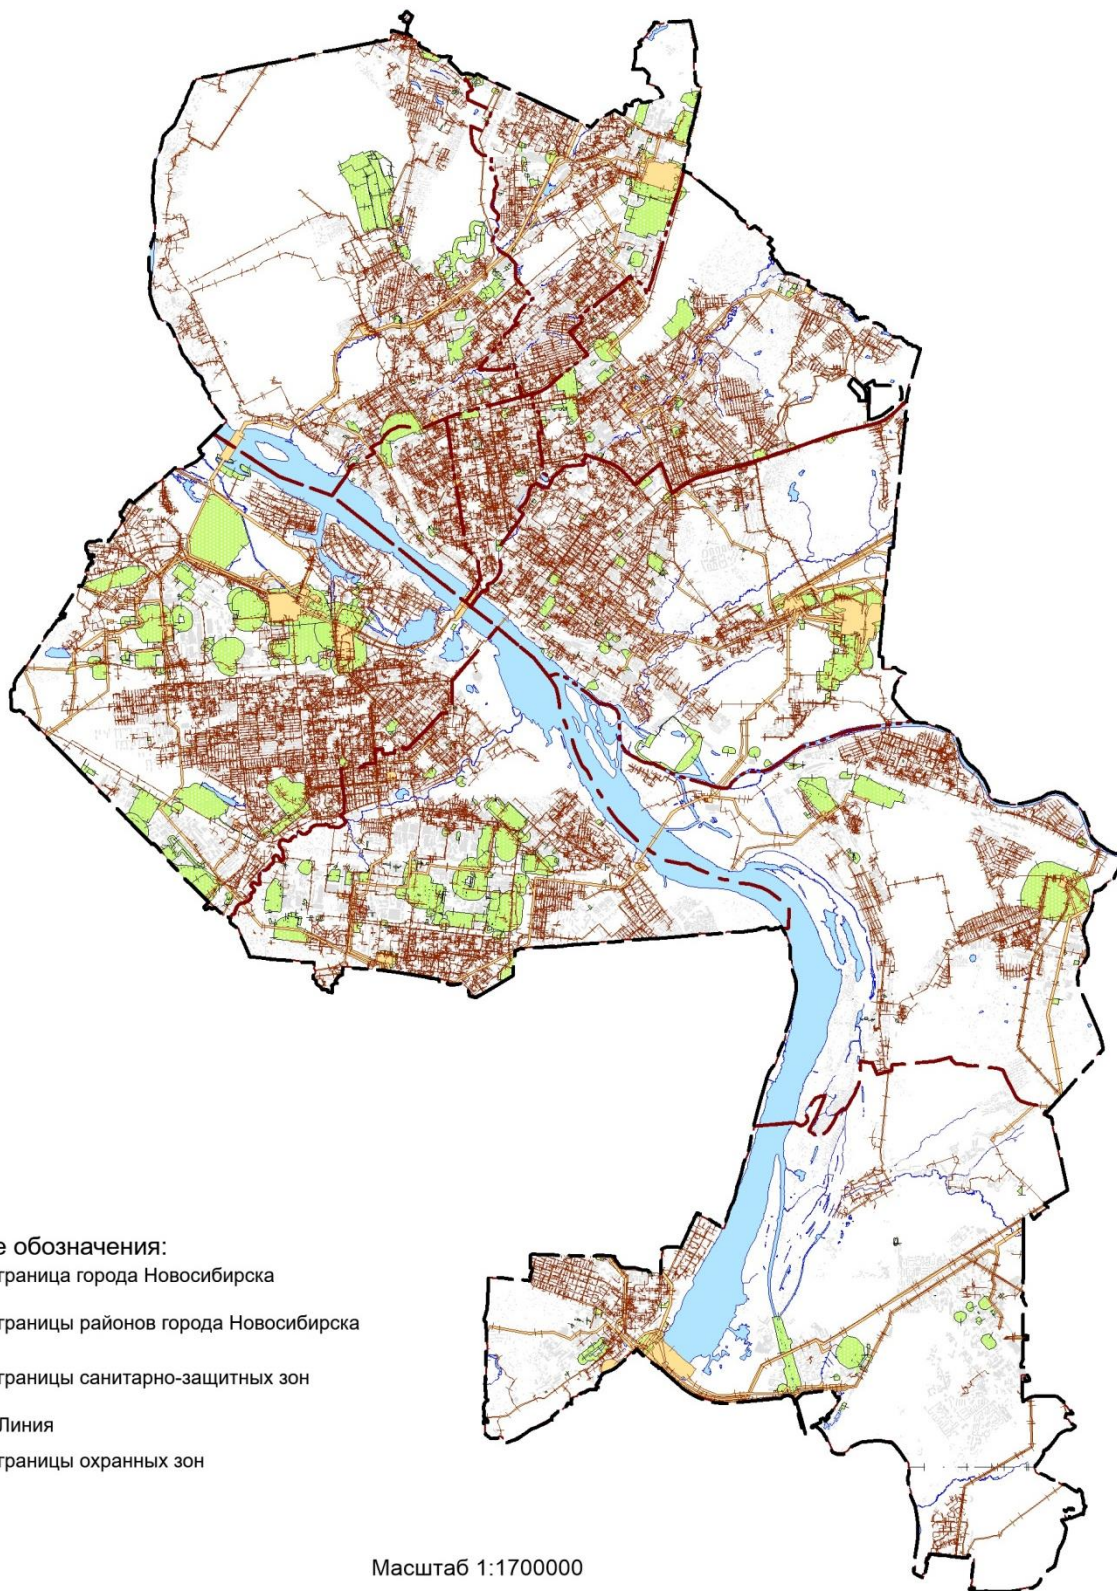 е обозначения:
граница города Новосибирска
границы районов города Новосибирска
границы санитарно-защитных зон
Линия
границы охранных зон
Масштаб 1:1700000